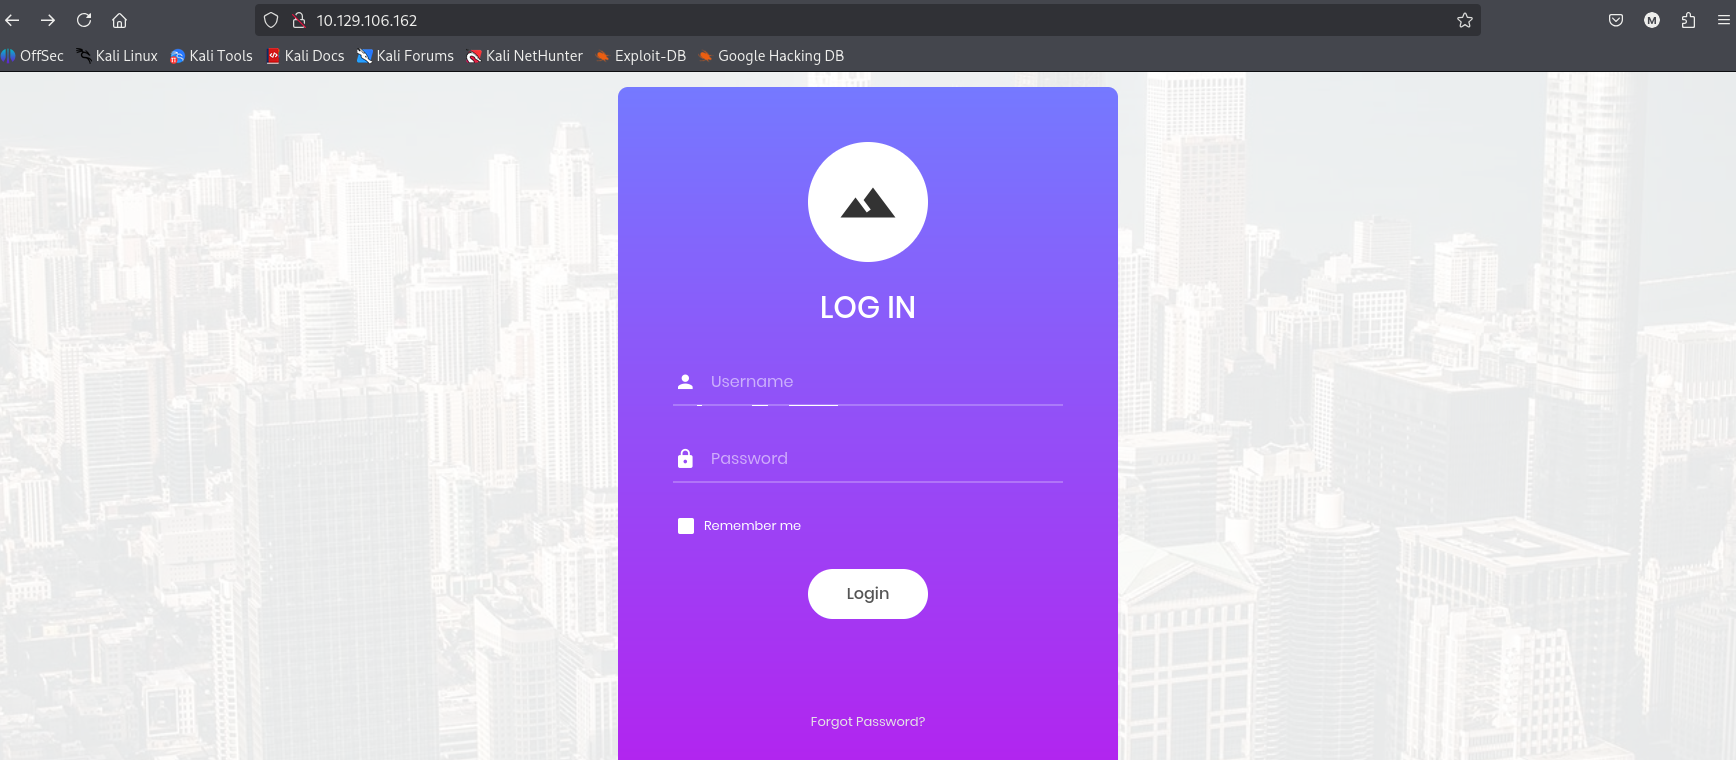 10.129.106.162
M
OffSec Kali Linux Kali Tools Kali Docs Kali Forums Kali NetHunter Exploit-DB Google Hacking DB
LOG IN
Username
Password
Remember me
Login
Forgot Password?